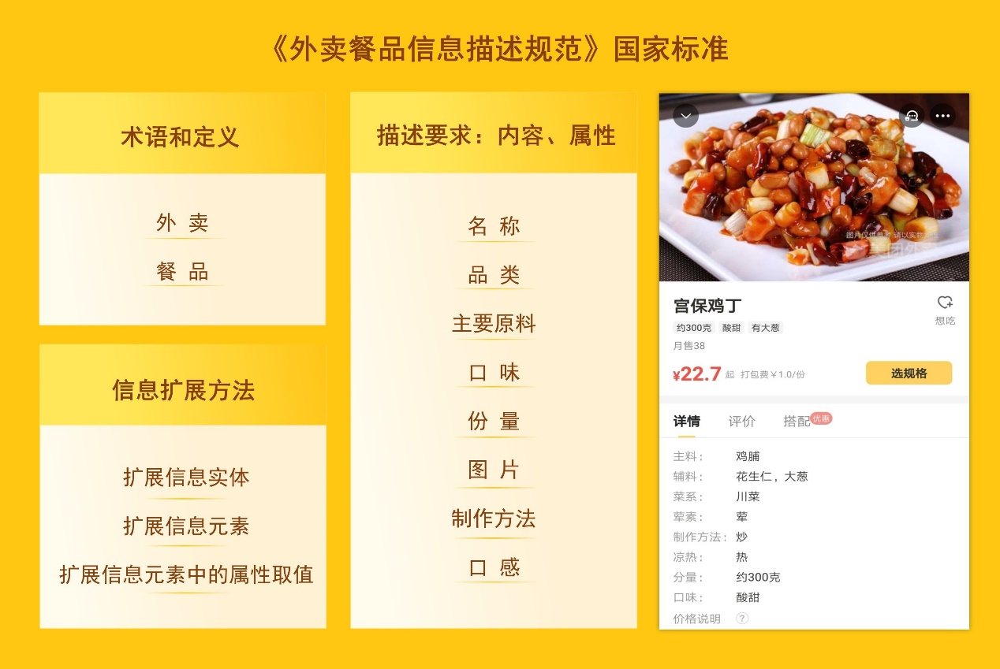 《外卖餐品信息描述规范》国家标准
术语和定义
外 卖
餐 品
信息扩展方法
扩展信息实体
扩展信息元素
扩展信息元素中的属性取值
描述要求：内容、属性
名 称
品 类
主要原料
口 味
份 量
图 片
制作方法
口 感
图片仅供参考 请以实物为准
美团外卖
宫保鸡丁
想吃
约300克 酸甜 有大葱
月售38
¥22.7 起 打包费￥1.0/份
选规格
详情 评价 搭配 优惠
主料： 鸡脯
辅料： 花生仁，大葱
菜系： 川菜
荤素： 荤
制作方法： 炒
凉热： 热
分量： 约300克
口味： 酸甜
价格说明 ?